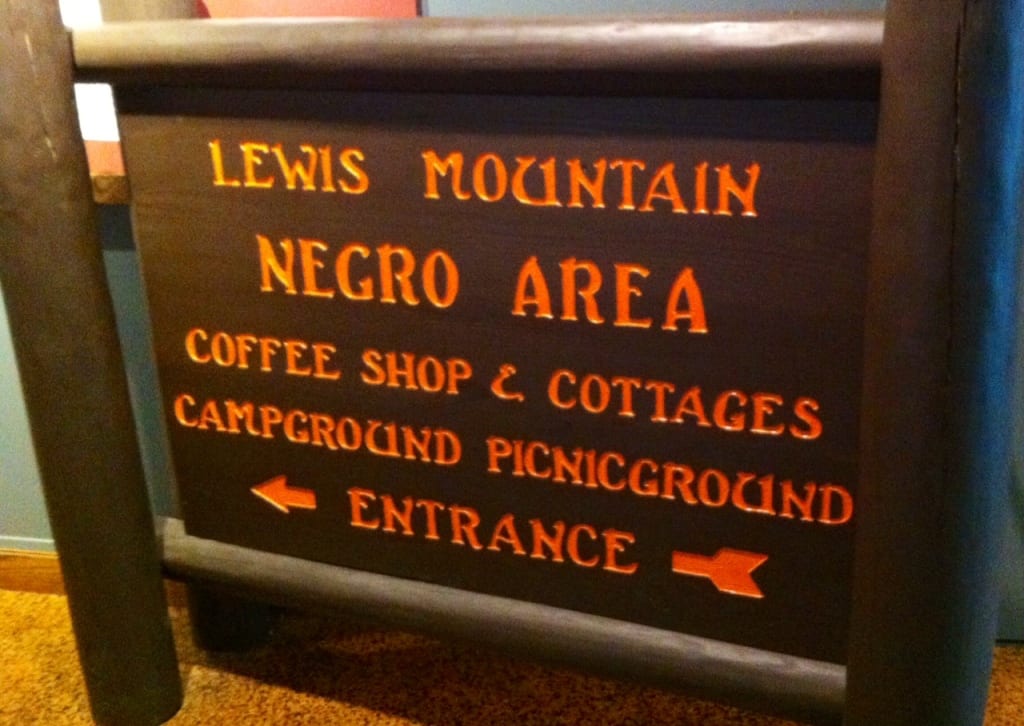 LEWIS MOUNTAIN
NEGRO AREA
COFFEE SHOP & COTTAGES
CAMPGROUND PICNICGROUND
ENTRANCE